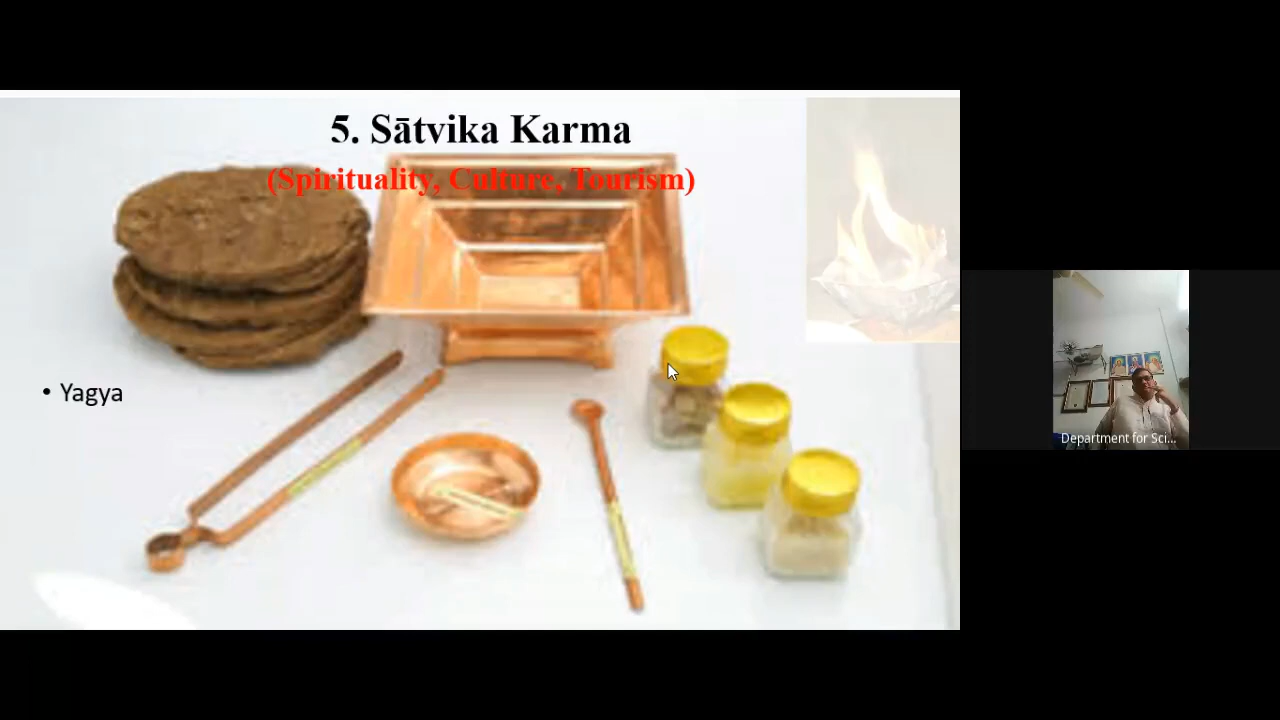 5. Sātvika Karma
(Spirituality, Culture, Tourism)
• Yagya
Department for Sci...